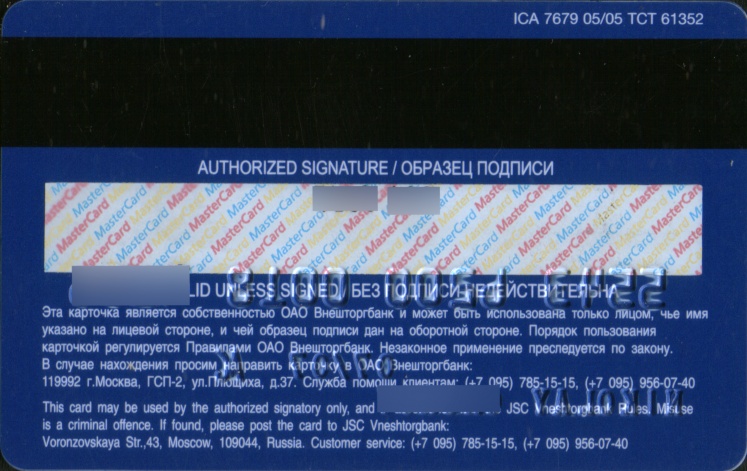 ICA 7679 05/05 TCT 61352
AUTHORIZED SIGNATURE / ОБРАЗЕЦ ПОДПИСИ
MasterCard
UNLESS SIGNED / БЕЗ ПОДПИСИ НЕДЕЙСТВИТЕЛЬНА
Эта карточка является собственностью ОАО Внешторгбанк и может быть использована только лицом, чье имя
указано на лицевой стороне, и чей образец подписи дан на оборотной стороне. Порядок пользования
карточкой регулируется Правилами ОАО Внешторгбанк. Незаконное применение преследуется по закону.
В случае нахождения просим направить карточку в ОАО Внешторгбанк:
119992 г.Москва, ГСП-2, ул.Плющиха, д.37. Служба помощи клиентам: (+7 095) 785-15-15, (+7 095) 956-07-40
This card may be used by the authorized signatory only, and JSC Vneshtorgbank Rules. Misuse
is a criminal offence. If found, please post the card to JSC Vneshtorgbank:
Voronzovskaya Str.,43, Moscow, 109044, Russia. Customer service: (+7 095) 785-15-15, (+7 095) 956-07-40